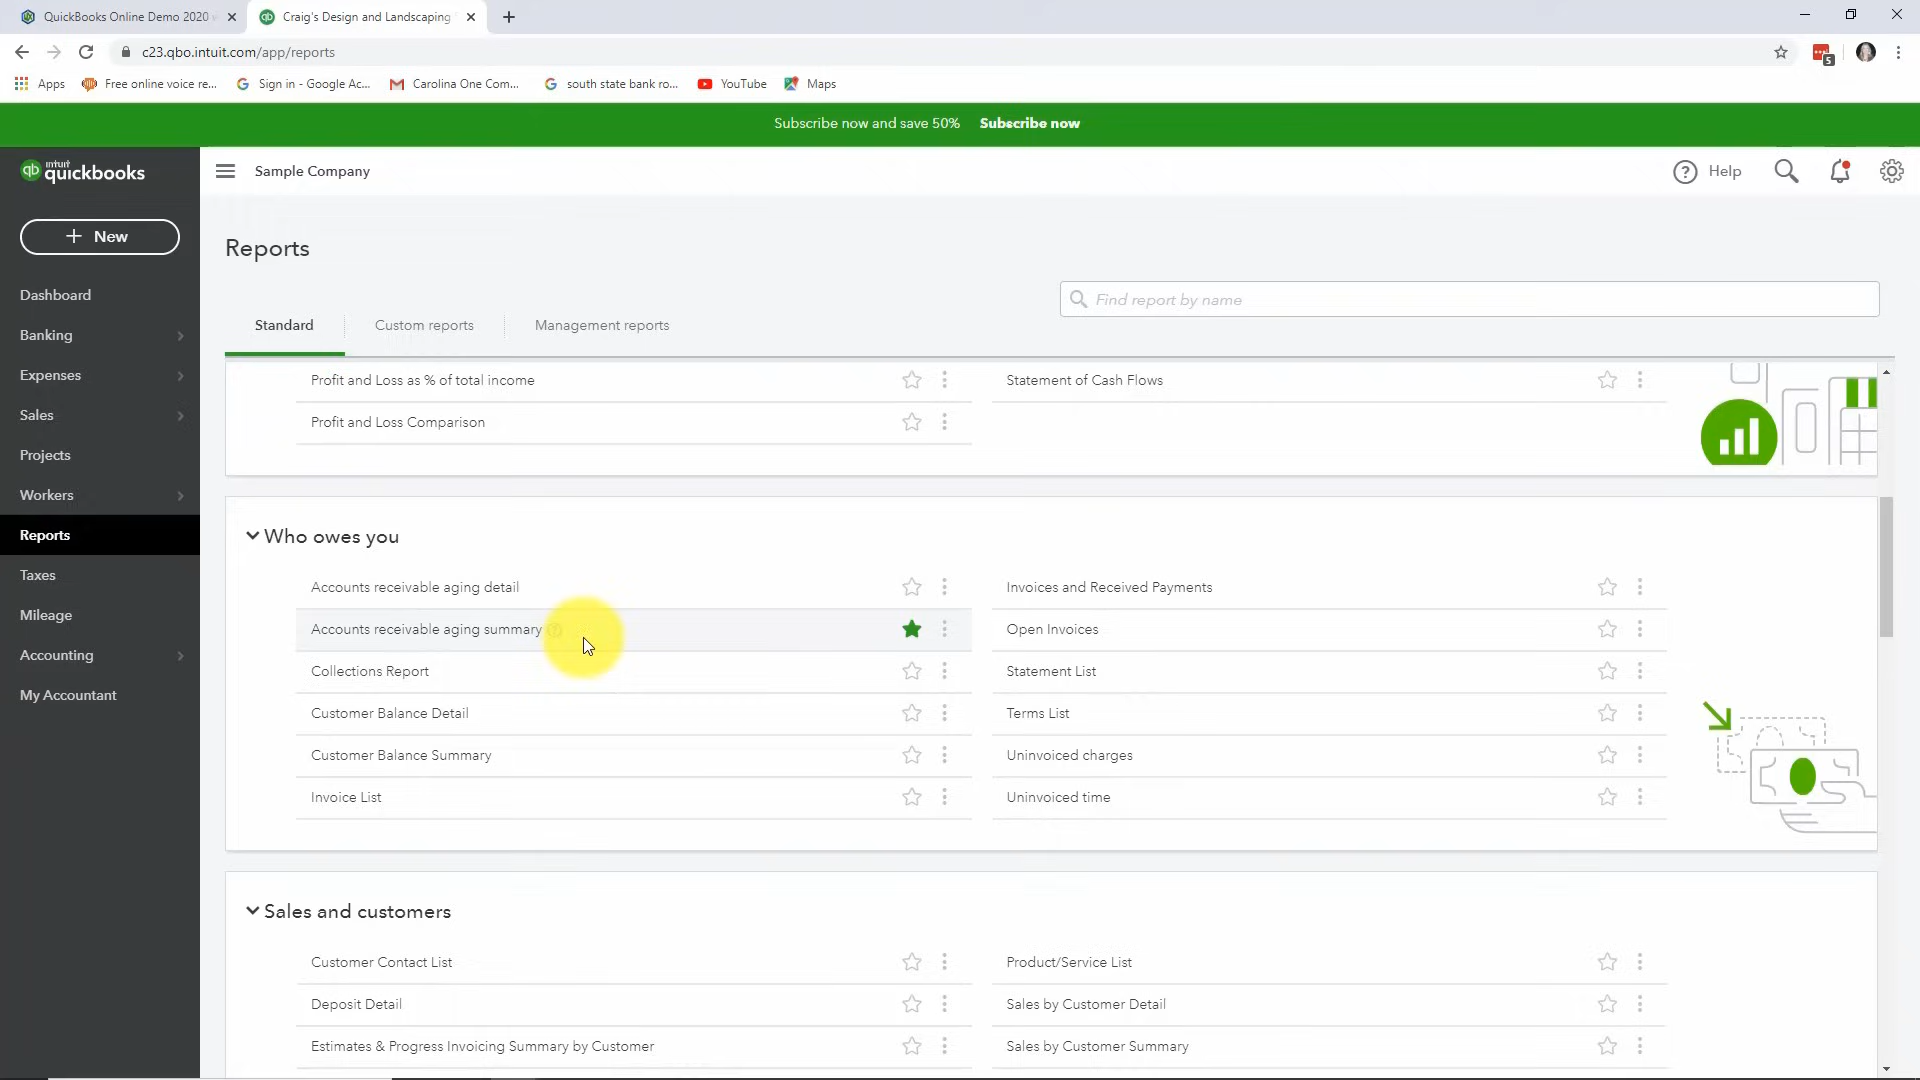 QuickBooks Online Demo 2020
Craig's Design and Landscaping
c23.qbo.intuit.com/app/reports
5
Apps
Free online voice re...
Sign in - Google Ac...
Carolina One Com...
south state bank ro...
YouTube
Maps
Subscribe now and save 50% Subscribe now
intuit
quickbooks
Sample Company
Help
+ New
Reports
Find report by name
Dashboard
Banking
Expenses
Sales
Projects
Workers
Reports
Taxes
Mileage
Accounting
My Accountant
Standard
Custom reports
Management reports
Profit and Loss as % of total income
Profit and Loss Comparison
Statement of Cash Flows
Who owes you
Accounts receivable aging detail
Accounts receivable aging summary
Collections Report
Customer Balance Detail
Customer Balance Summary
Invoice List
Invoices and Received Payments
Open Invoices
Statement List
Terms List
Uninvoiced charges
Uninvoiced time
Sales and customers
Customer Contact List
Deposit Detail
Estimates & Progress Invoicing Summary by Customer
Product/Service List
Sales by Customer Detail
Sales by Customer Summary